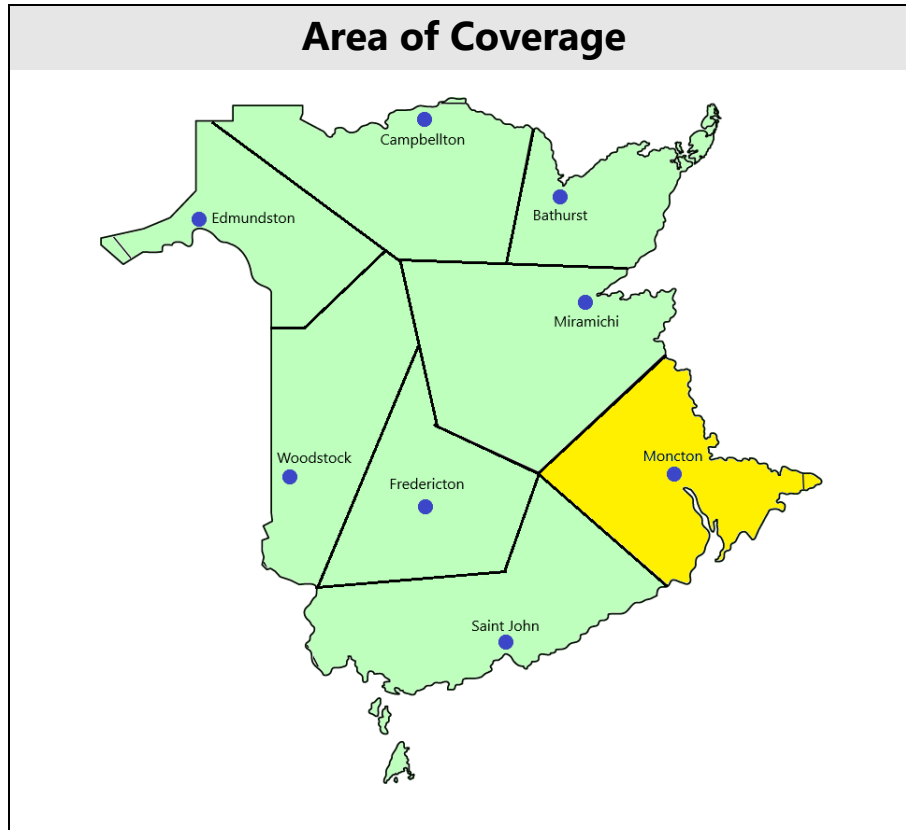 Area of Coverage
Campbellton
Bathurst
Edmundston
Miramichi
Moncton
Woodstock
Fredericton
Saint John